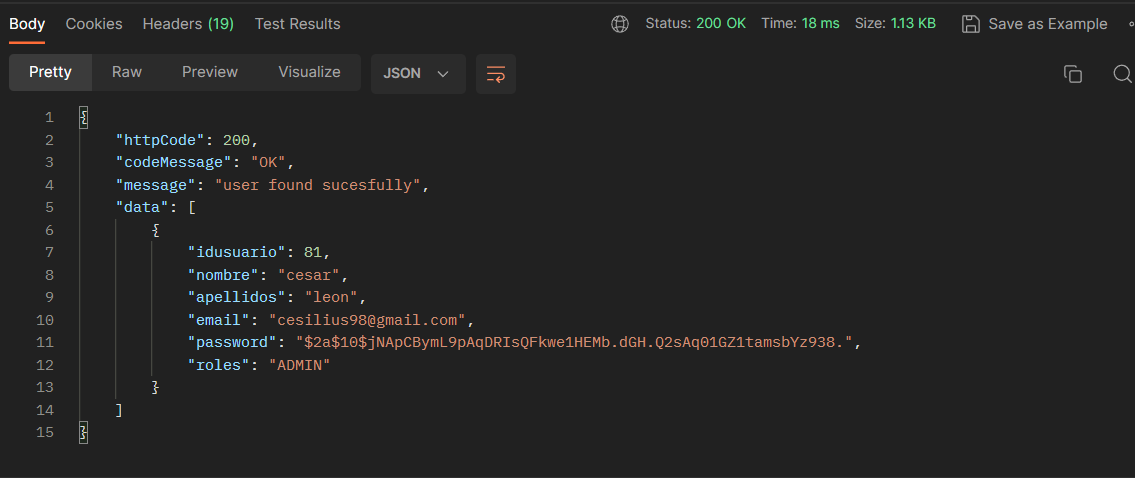 Body Cookies Headers (19) Test Results Status: 200 OK Time: 18 ms Size: 1.13 KB Save as Example
Pretty Raw Preview Visualize JSON
1 {
2 "httpCode": 200,
3 "codeMessage": "OK",
4 "message": "user found sucesfully",
5 "data": [
6 {
7 "idusuario": 81,
8 "nombre": "cesar",
9 "apellidos": "leon",
10 "email": "cesilius98@gmail.com",
11 "password": "$2a$10$jNApCBymL9pAqDRIsQFkwe1HEMb.dGH.Q2sAq01GZ1tamsbYz938.",
12 "roles": "ADMIN"
13 }
14 ]
15 }